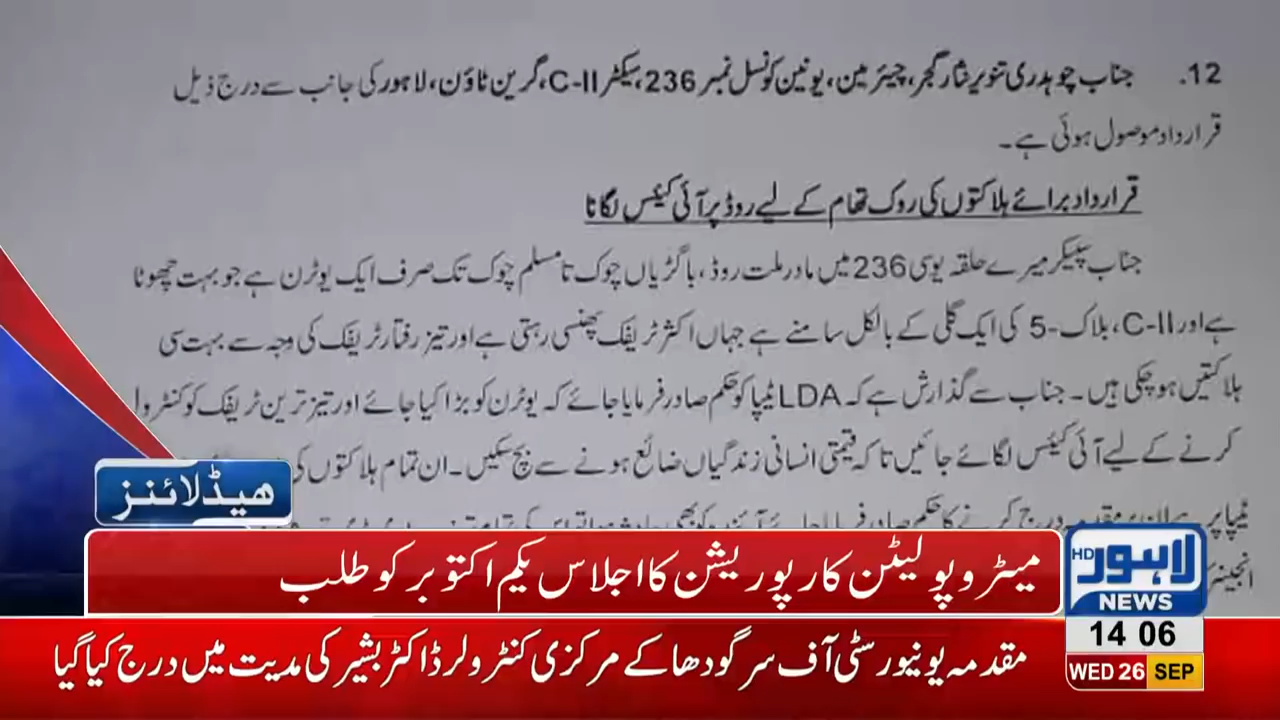 12. جناب چوہدری تنویر نثار گجر، چیئرمین، یونین کونسل نمبر 236، سیکٹر C-II، گرین ٹاؤن، لاہور کی جانب سے درج ذیل
قرارداد موصول ہوئی ہے۔
قرارداد برائے ہلاکتوں کی روک تھام کے لیے روڈ پر آئی کیٹس لگانا
جناب سپیکر میرے حلقہ یوسی 236 میں مادر ملت روڈ، باگڑیاں چوک تا مسلم چوک تک صرف ایک یوٹرن ہے جو بہت چھوٹا
ہے اور C-II، بلاک -5 کی ایک گلی کے بالکل سامنے ہے جہاں اکثر ٹریفک پھنسی رہتی ہے اور تیز رفتار ٹریفک کی وجہ سے بہت سی
ہلاکتیں ہو چکی ہیں۔ جناب سے گذارش ہے کہ LDA ٹیپا کو حکم صادر فرمایا جائے کہ یوٹرن کو بڑا کیا جائے اور تیز ترین ٹریفک کو کنٹرول
کرنے کے لیے آئی کیٹس لگائے جائیں تاکہ قیمتی انسانی زندگیاں ضائع ہونے سے بچ سکیں۔ ان تمام ہلاکتوں کی
ٹیپا پر
انجینئر
ھیڈلائنز
میٹروپولیٹن کارپوریشن کا اجلاس یکم اکتوبر کو طلب
لاہور HD
NEWS
14 06
WED 26 SEP
مقدمہ یونیورسٹی آف سرگودھا کے مرکزی کنٹرولر ڈاکٹر بشیر کی مدیت میں درج کیا گیا